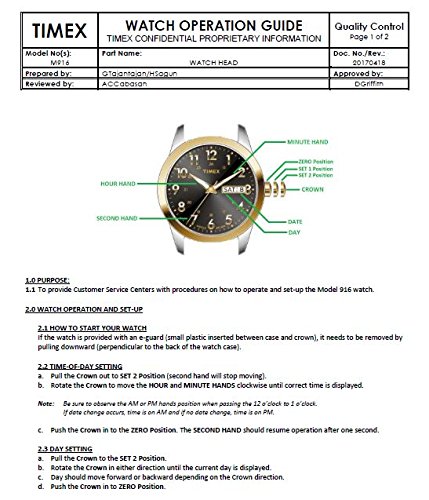 TIMEX
WATCH OPERATION GUIDE
TIMEX CONFIDENTIAL PROPRIETARY INFORMATION
Quality Control
Page 1 of 2
Model No(s):
M916
Part Name:
WATCH HEAD
Doc. No./Rev.:
20170418
Prepared by:
GTajantajan/HSagun
Approved by:
DGriffith
Reviewed by:
ACCabasan
MINUTE HAND
ZERO Position
SET 1 Position
SET 2 Position
HOUR HAND
CROWN
SECOND HAND
DATE
DAY
TIMEX
SAT 8
1.0 PURPOSE:
1.1 To provide Customer Service Centers with procedures on how to operate and set-up the Model 916 watch.
2.0 WATCH OPERATION AND SET-UP
2.1 HOW TO START YOUR WATCH
If the watch is provided with an e-guard (small plastic inserted between case and crown), it needs to be removed by
pulling downward (perpendicular to the back of the watch case).
2.2 TIME-OF-DAY SETTING
a. Pull the Crown out to SET 2 Position (second hand will stop moving).
b. Rotate the Crown to move the HOUR and MINUTE HANDS clockwise until correct time is displayed.
Note: Be sure to observe the AM or PM hands position when passing the 12 o'clock to 1 o'clock.
If date change occurs, time is on AM and if no date change, time is on PM.
c. Push the Crown in to the ZERO Position. The SECOND HAND should resume operation after one second.
2.3 DAY SETTING
a. Pull the Crown to the SET 2 Position.
b. Rotate the Crown in either direction until the current day is displayed.
c. Day should move forward or backward depending on the Crown direction.
d. Push the Crown in to ZERO Position.